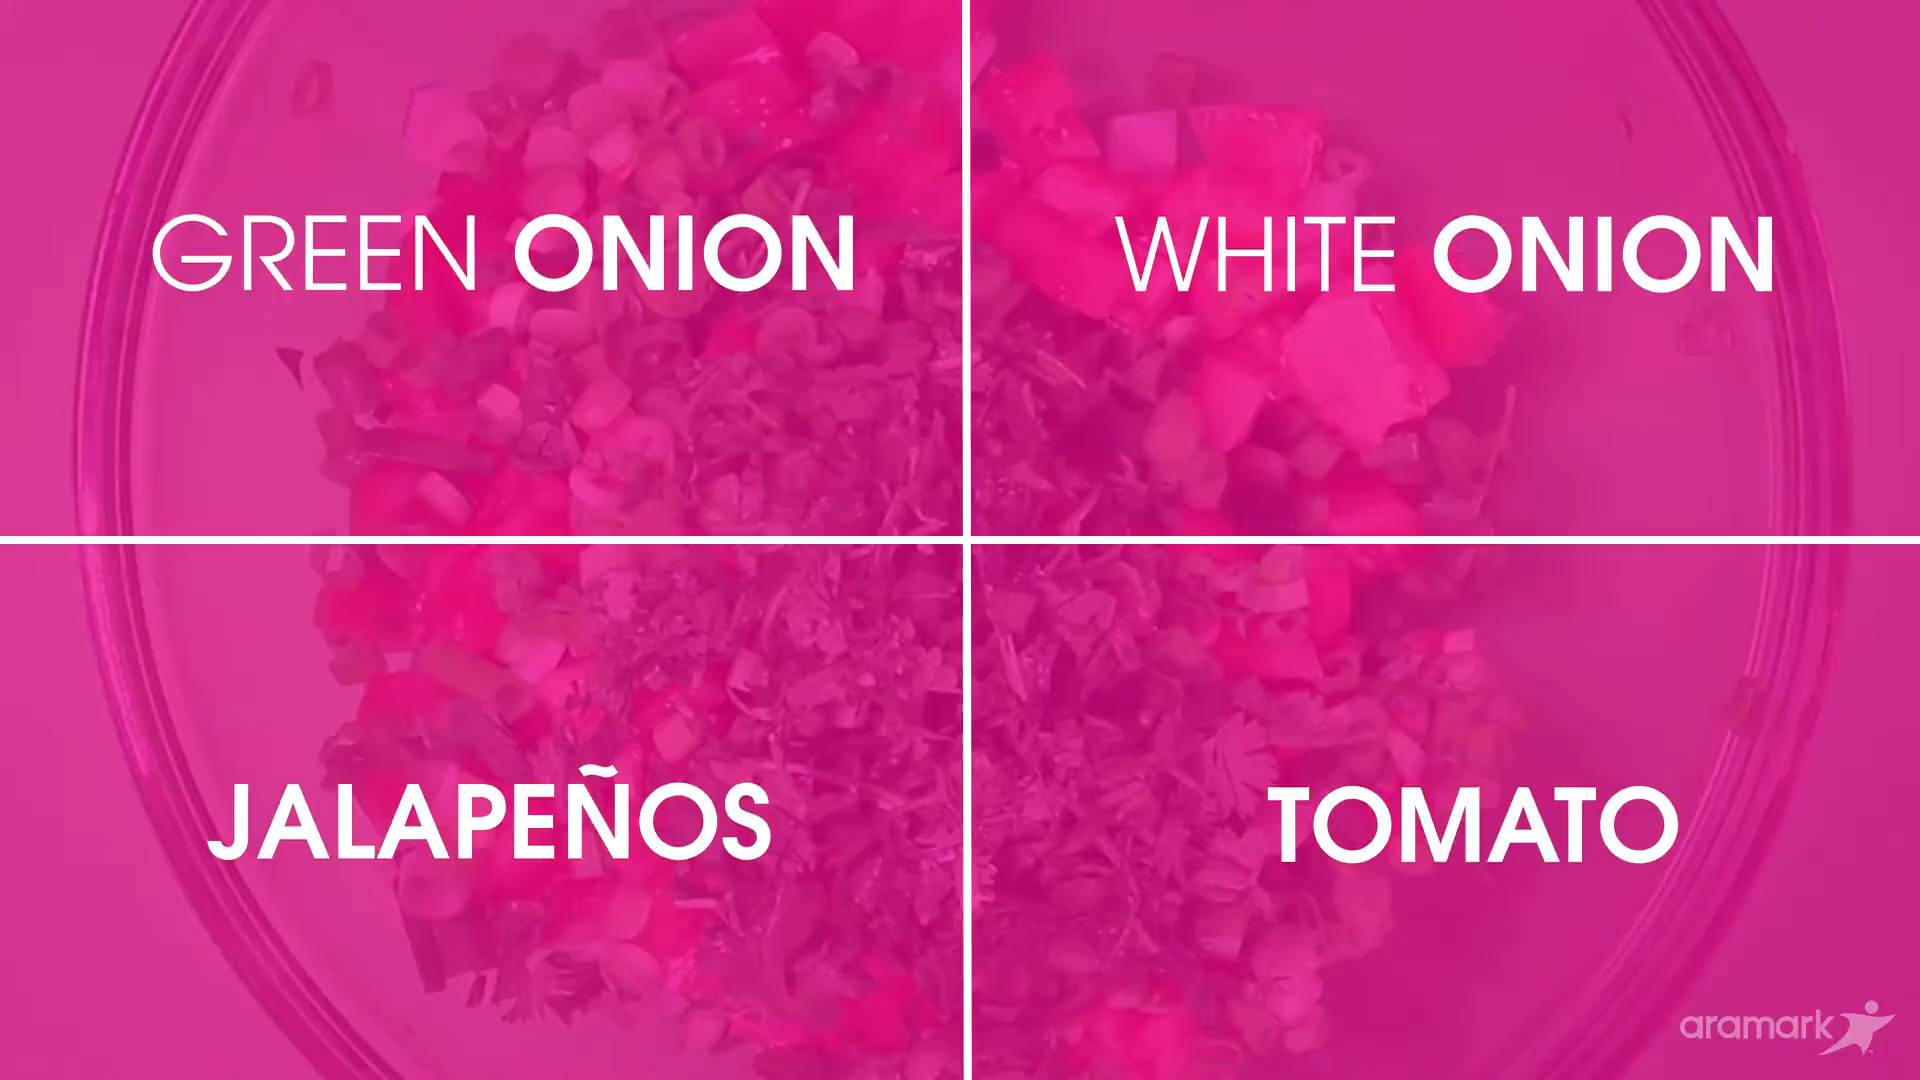 GREEN ONION
WHITE ONION
JALAPEÑOS
TOMATO
aramark